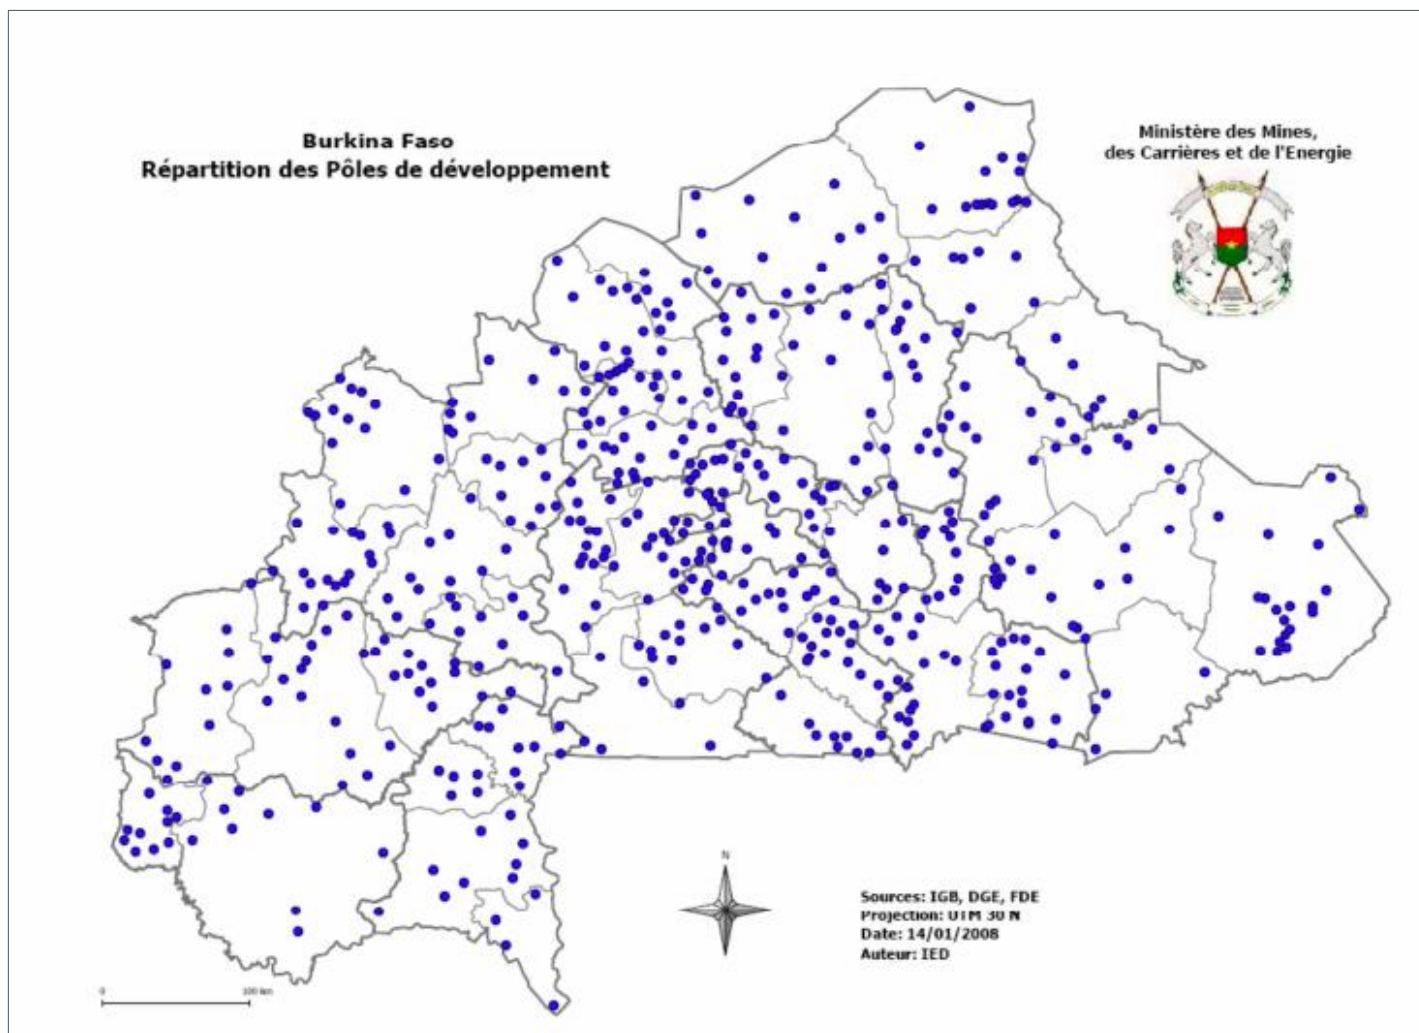 Burkina Faso
Répartition des Pôles de développement
Ministère des Mines,
des Carrières et de l'Energie
N
Sources: IGB, DGE, FDE
Projection: UTM 30 N
Date: 14/01/2008
Auteur: IED
0
100 km